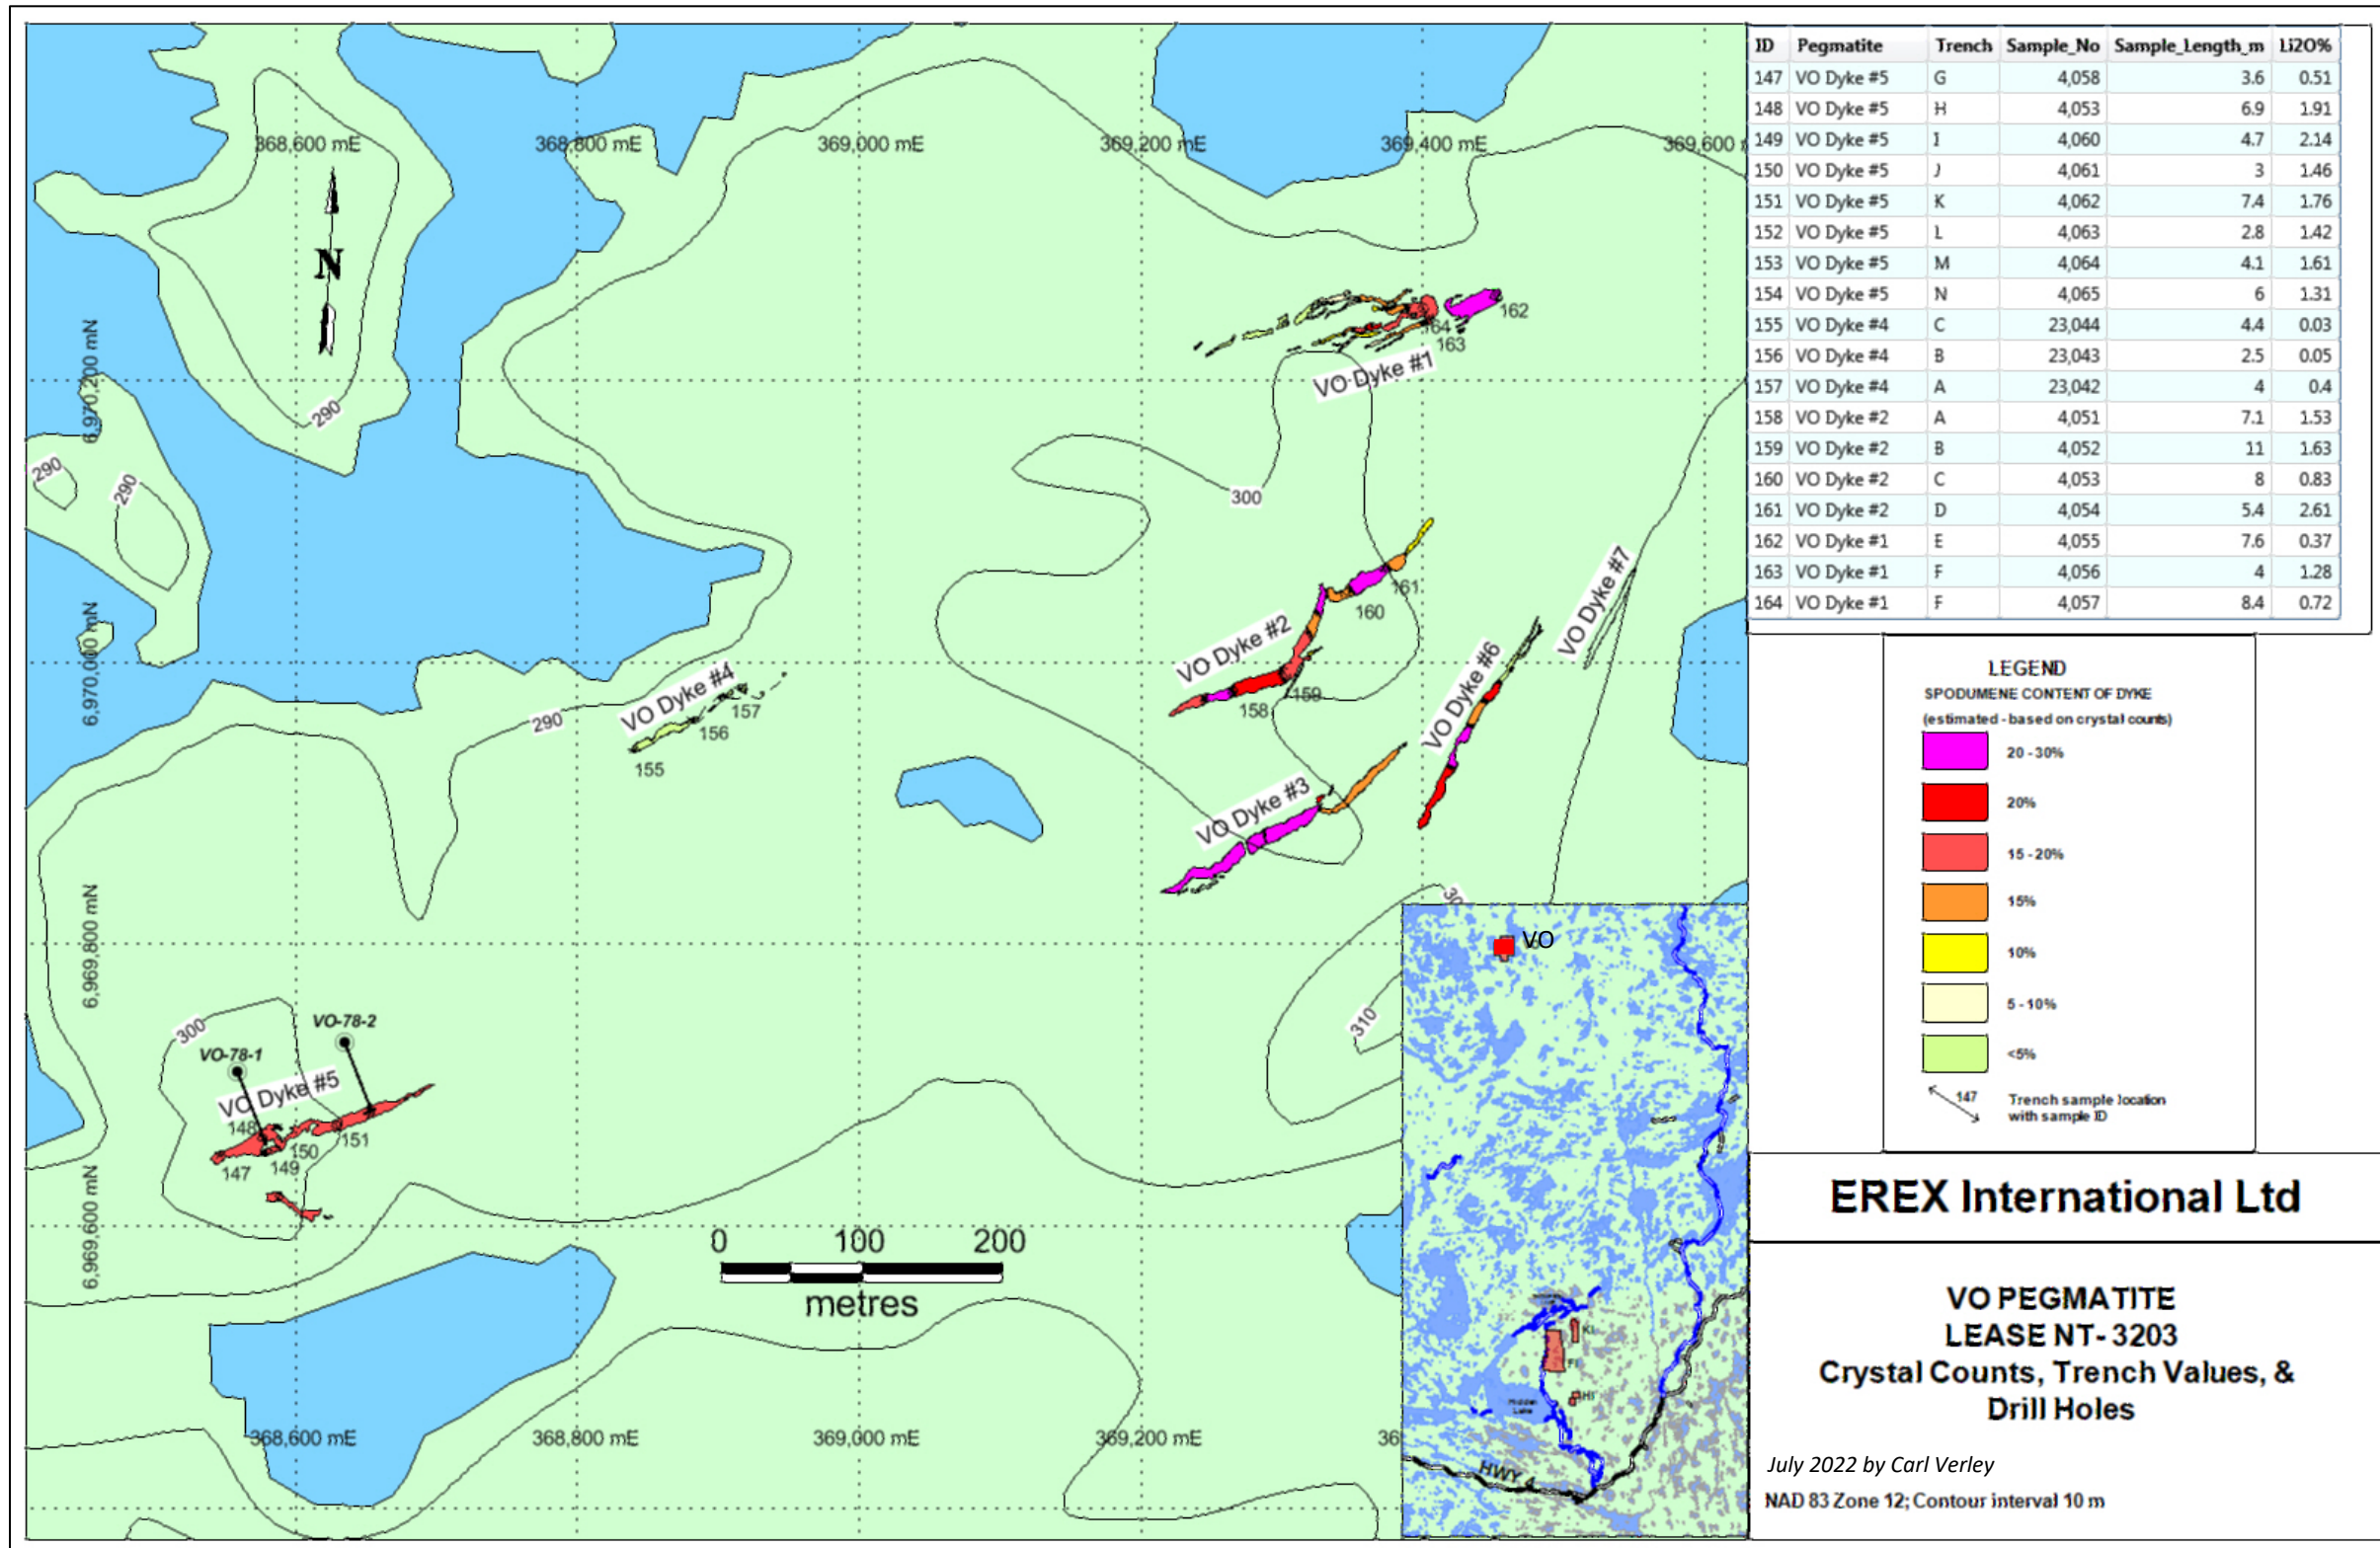 368,600 mE
368,800 mE
369,000 mE
369,200 mE
369,400 mE
369,600
N
6,970,200 mN
290
290
290
162
164
163
VO Dyke #1
300
161
160
VO Dyke #2
159
158
VO Dyke #7
VO Dyke #6
6,970,000 mN
VO Dyke #4
157
156
155
290
VO Dyke #3
6,969,800 mN
30
310
300
VO-78-2
VO-78-1
VO Dyke #5
148
151
150
149
147
6,969,600 mN
0 100 200
metres
368,600 mE
368,800 mE
369,000 mE
369,200 mE
36
VO
KI
FI
HI
Hidden
Lake
HWY 4
ID Pegmatite Trench Sample_No Sample_Length_m Li2O%
147 VO Dyke #5 G 4,058 3.6 0.51
148 VO Dyke #5 H 4,053 6.9 1.91
149 VO Dyke #5 I 4,060 4.7 2.14
150 VO Dyke #5 J 4,061 3 1.46
151 VO Dyke #5 K 4,062 7.4 1.76
152 VO Dyke #5 L 4,063 2.8 1.42
153 VO Dyke #5 M 4,064 4.1 1.61
154 VO Dyke #5 N 4,065 6 1.31
155 VO Dyke #4 C 23,044 4.4 0.03
156 VO Dyke #4 B 23,043 2.5 0.05
157 VO Dyke #4 A 23,042 4 0.4
158 VO Dyke #2 A 4,051 7.1 1.53
159 VO Dyke #2 B 4,052 11 1.63
160 VO Dyke #2 C 4,053 8 0.83
161 VO Dyke #2 D 4,054 5.4 2.61
162 VO Dyke #1 E 4,055 7.6 0.37
163 VO Dyke #1 F 4,056 4 1.28
164 VO Dyke #1 F 4,057 8.4 0.72
LEGEND
SPODUMENE CONTENT OF DYKE
(estimated - based on crystal counts)
20 - 30%
20%
15 - 20%
15%
10%
5 - 10%
<5%
147 Trench sample location
with sample ID
EREX International Ltd
VO PEGMATITE
LEASE NT- 3203
Crystal Counts, Trench Values, &
Drill Holes
July 2022 by Carl Verley
NAD 83 Zone 12; Contour interval 10 m